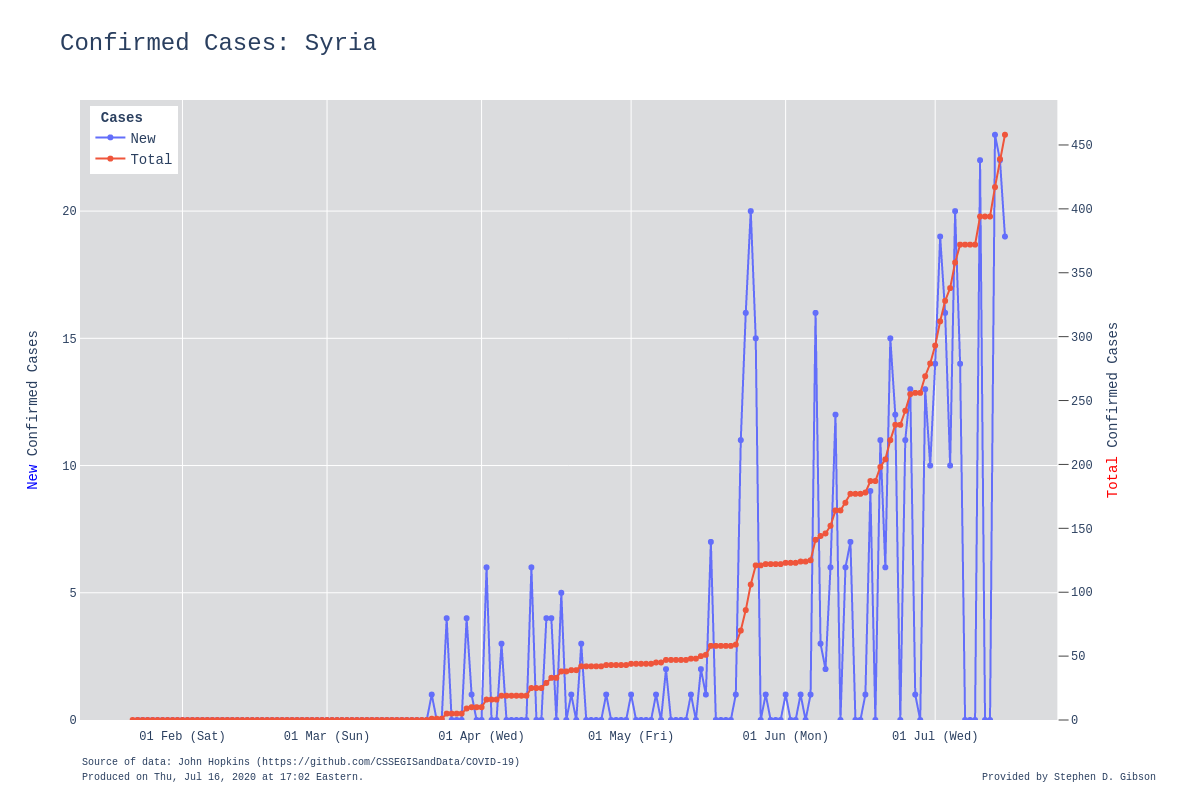 Confirmed Cases: Syria
Cases
New
Total
20
15
10
5
0
450
400
350
300
250
200
150
100
50
0
New Confirmed Cases
Total Confirmed Cases
01 Feb (Sat)
01 Mar (Sun)
01 Apr (Wed)
01 May (Fri)
01 Jun (Mon)
01 Jul (Wed)
Source of data: John Hopkins (https://github.com/CSSEGISandData/COVID-19)
Produced on Thu, Jul 16, 2020 at 17:02 Eastern.
Provided by Stephen D. Gibson